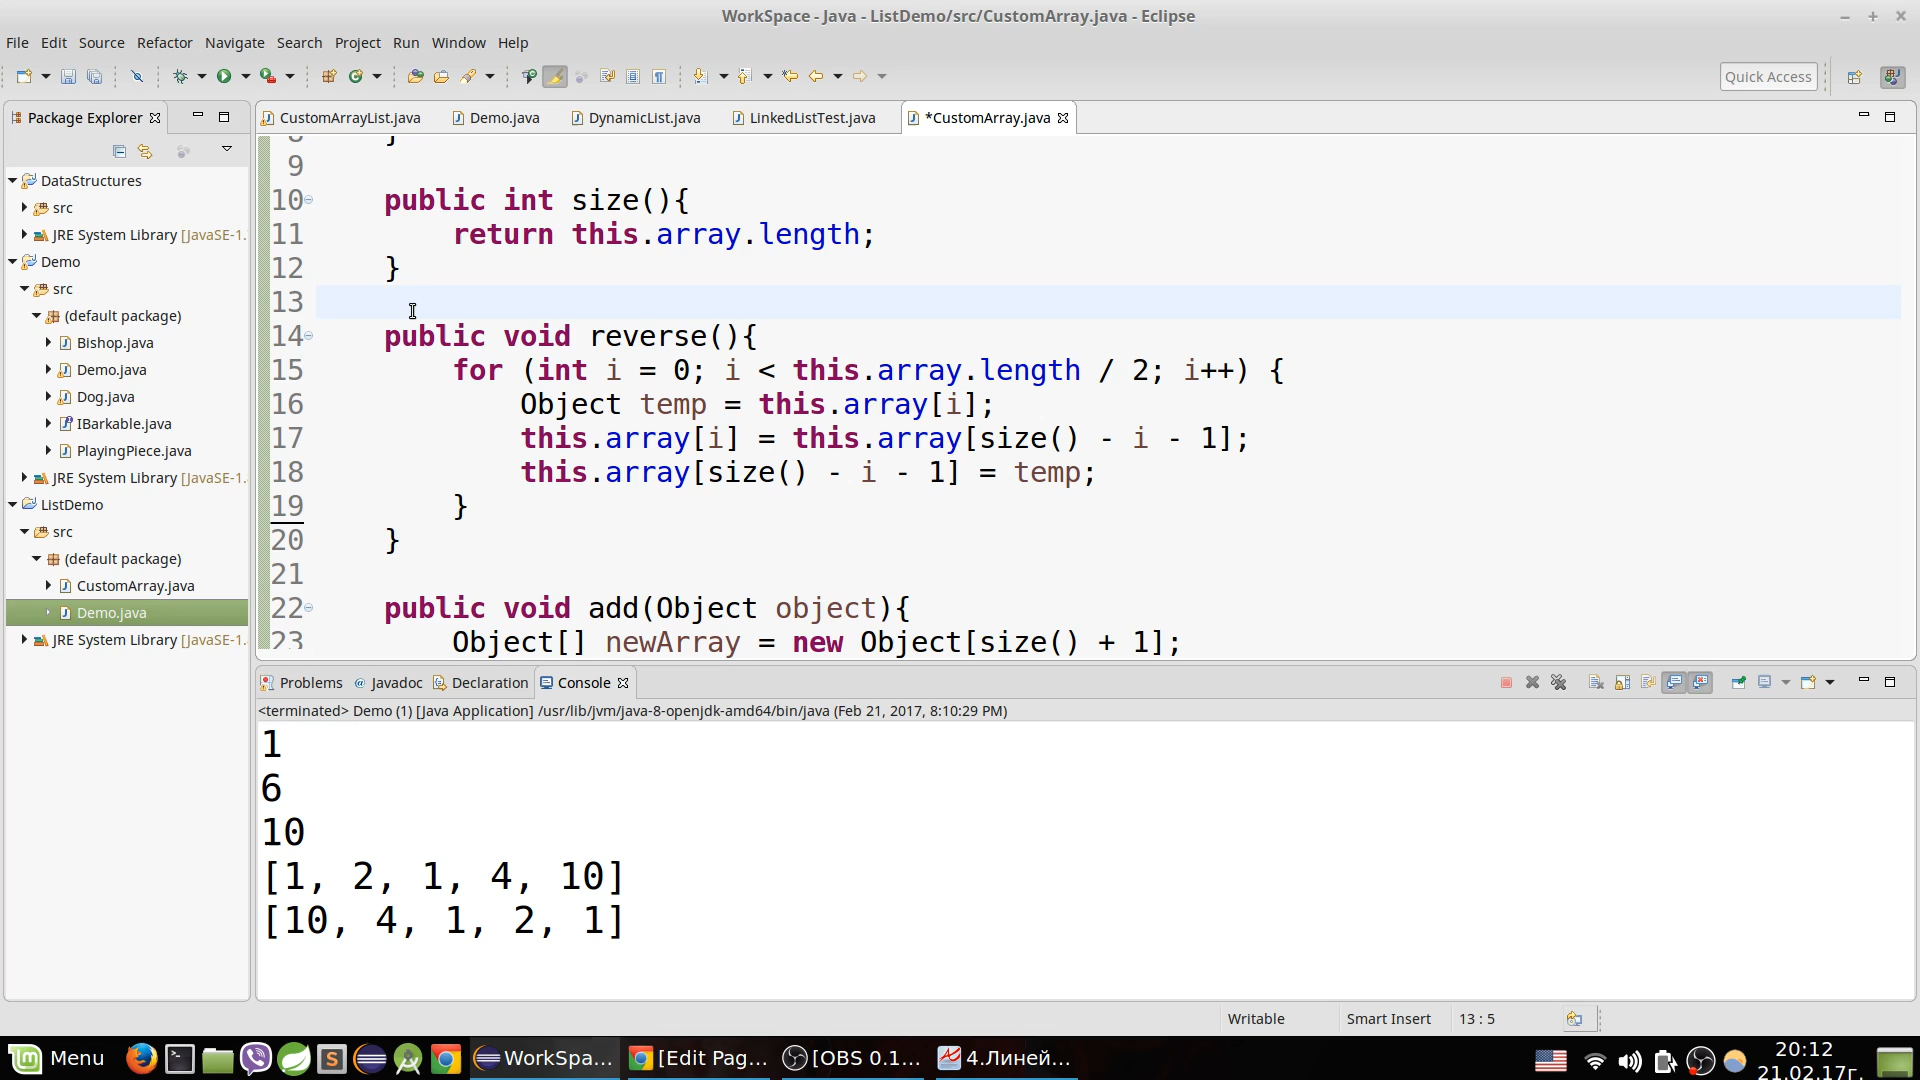 WorkSpace - Java - ListDemo/src/CustomArray.java - Eclipse
File Edit Source Refactor Navigate Search Project Run Window Help
Quick Access
Package Explorer
CustomArrayList.java Demo.java DynamicList.java LinkedListTest.java *CustomArray.java
DataStructures
src
JRE System Library [JavaSE-1.
Demo
src
(default package)
Bishop.java
Demo.java
Dog.java
IBarkable.java
PlayingPiece.java
JRE System Library [JavaSE-1.
ListDemo
src
(default package)
CustomArray.java
Demo.java
JRE System Library [JavaSE-1.
8 }
9
10 public int size(){
11 return this.array.length;
12 }
13
14 public void reverse(){
15 for (int i = 0; i < this.array.length / 2; i++) {
16 Object temp = this.array[i];
17 this.array[i] = this.array[size() - i - 1];
18 this.array[size() - i - 1] = temp;
19 }
20 }
21
22 public void add(Object object){
23 Object[] newArray = new Object[size() + 1];
Problems Javadoc Declaration Console
<terminated> Demo (1) [Java Application] /usr/lib/jvm/java-8-openjdk-amd64/bin/java (Feb 21, 2017, 8:10:29 PM)
1
6
10
[1, 2, 1, 4, 10]
[10, 4, 1, 2, 1]
Writable Smart Insert 13 : 5
Menu WorkSpa... [Edit Pag... [OBS 0.1... 4.Линей... 20:12
21.02.17г.